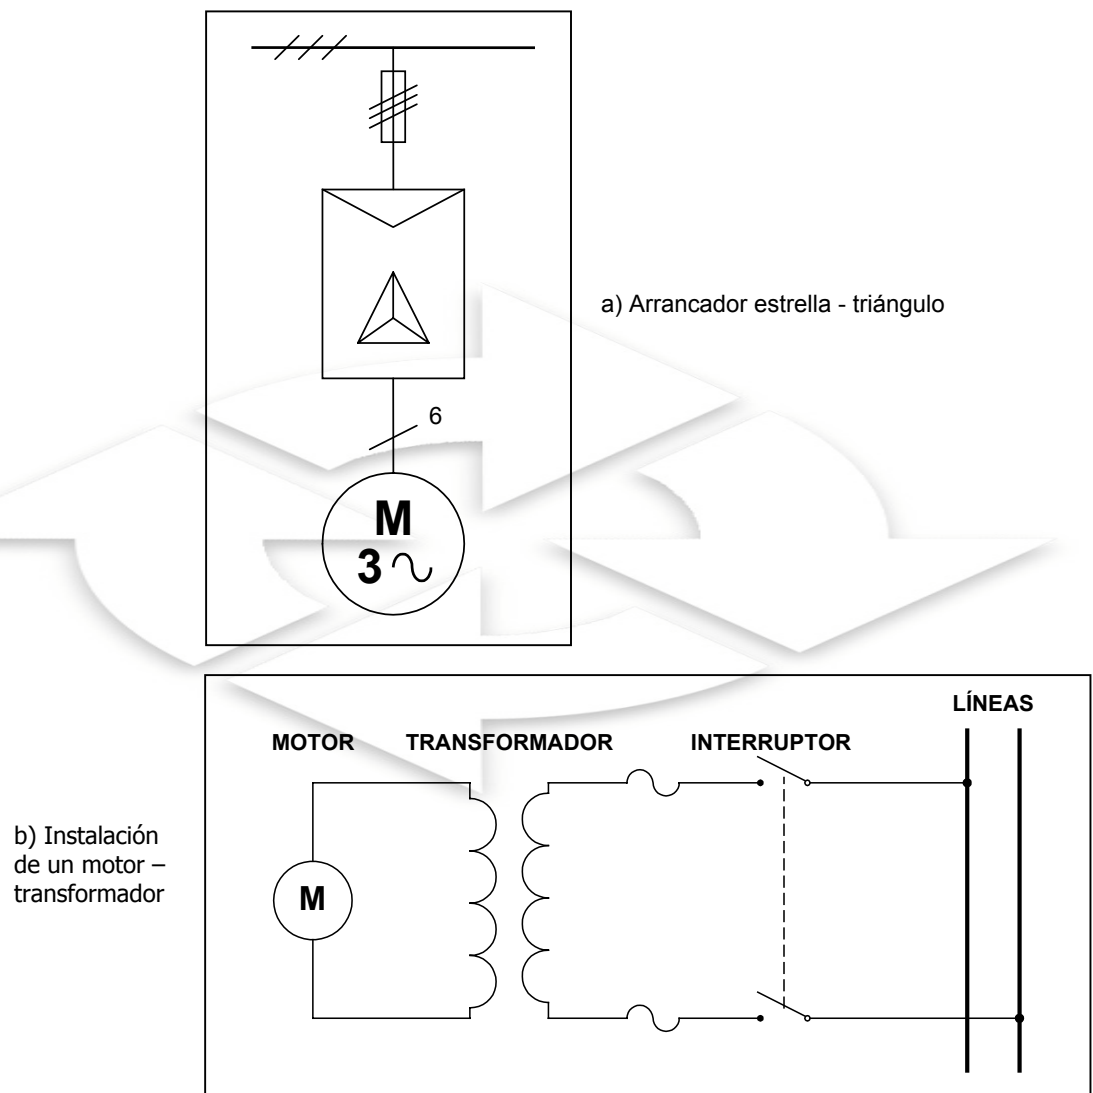 a) Arrancador estrella - triángulo
6
M
3 ∿
LÍNEAS
MOTOR TRANSFORMADOR INTERRUPTOR
b) Instalación
de un motor –
transformador
M